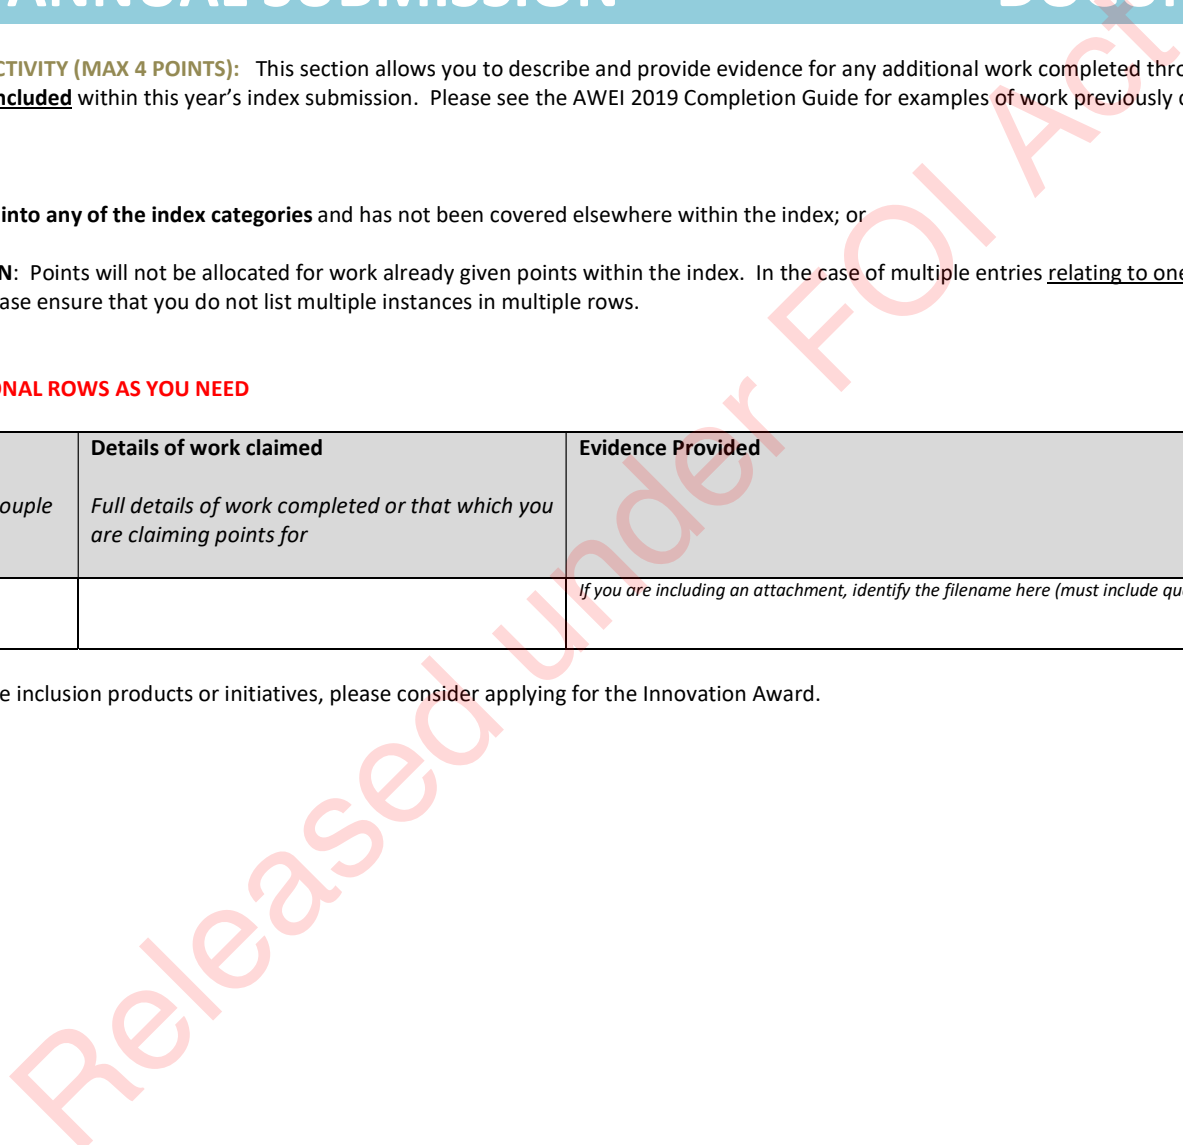 ANNUAL SUBMISSION
CTIVITY (MAX 4 POINTS): This section allows you to describe and provide evidence for any additional work completed thro
ncluded within this year's index submission. Please see the AWEI 2019 Completion Guide for examples of work previously c
into any of the index categories and has not been covered elsewhere within the index; or
N: Points will not be allocated for work already given points within the index. In the case of multiple entries relating to one
ase ensure that you do not list multiple instances in multiple rows.
ONAL ROWS AS YOU NEED
Details of work claimed
Evidence Provided
ouple
Full details of work completed or that which you
are claiming points for
If you are including an attachment, identify the filename here (must include qu
e inclusion products or initiatives, please consider applying for the Innovation Award.
Released under FOI Act